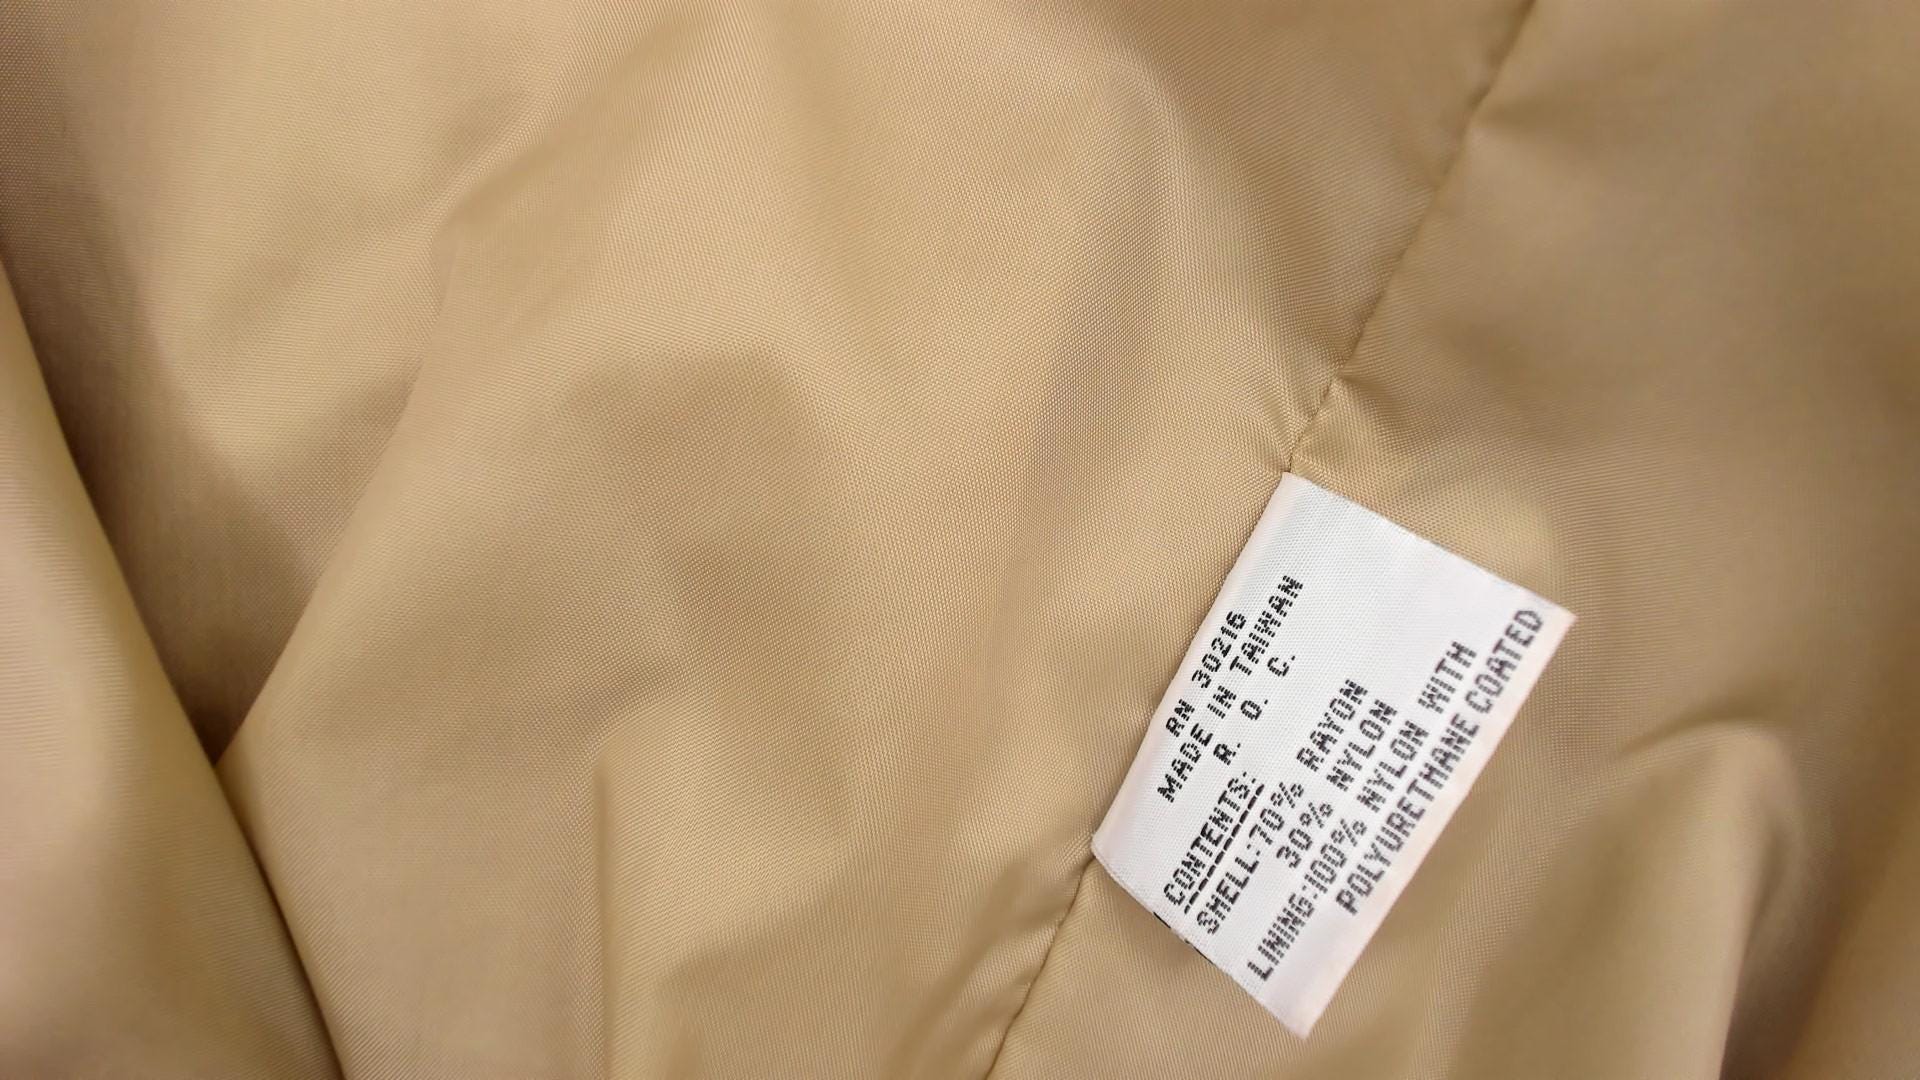 RN 30216
MADE IN TAIWAN
R. O. C.
CONTENTS:
SHELL:70% RAYON
30% NYLON
LINING:100% NYLON WITH
POLYURETHANE COATED